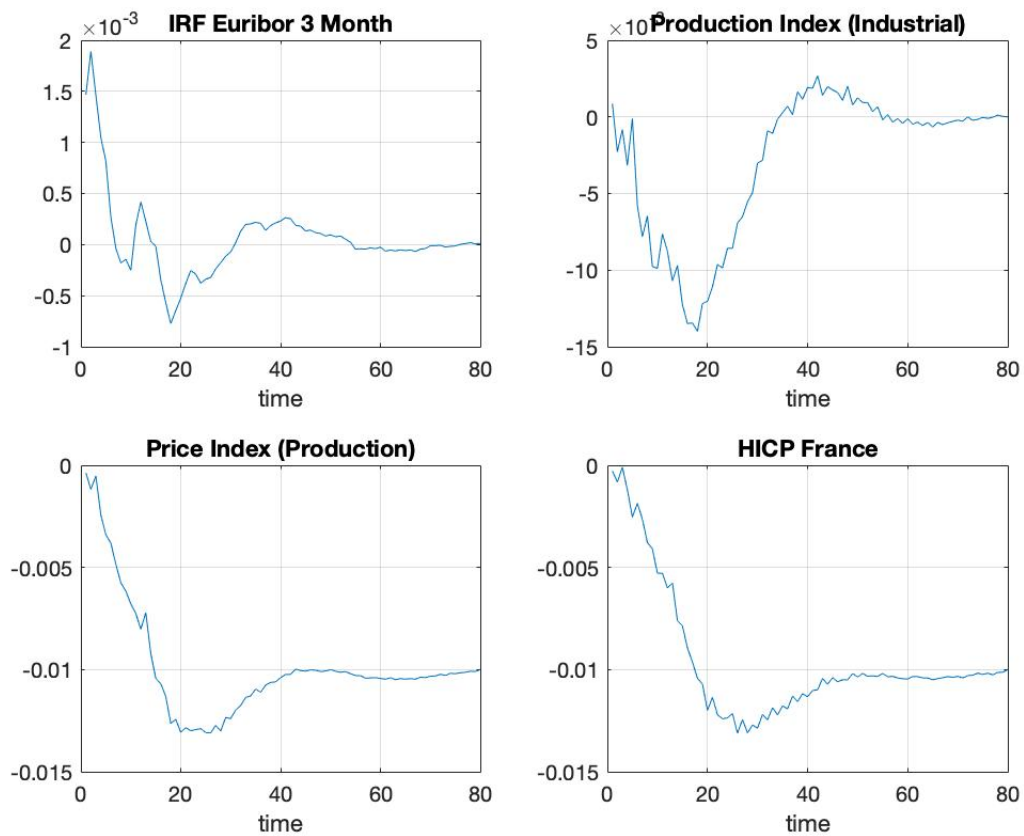 ×10⁻³
IRF Euribor 3 Month
2
1.5
1
0.5
0
-0.5
-1
0 20 40 60 80
time
Production Index (Industrial)
5
0
-5
-10
-15
0 20 40 60 80
time
Price Index (Production)
0
-0.005
-0.01
-0.015
0 20 40 60 80
time
HICP France
0
-0.005
-0.01
-0.015
0 20 40 60 80
time